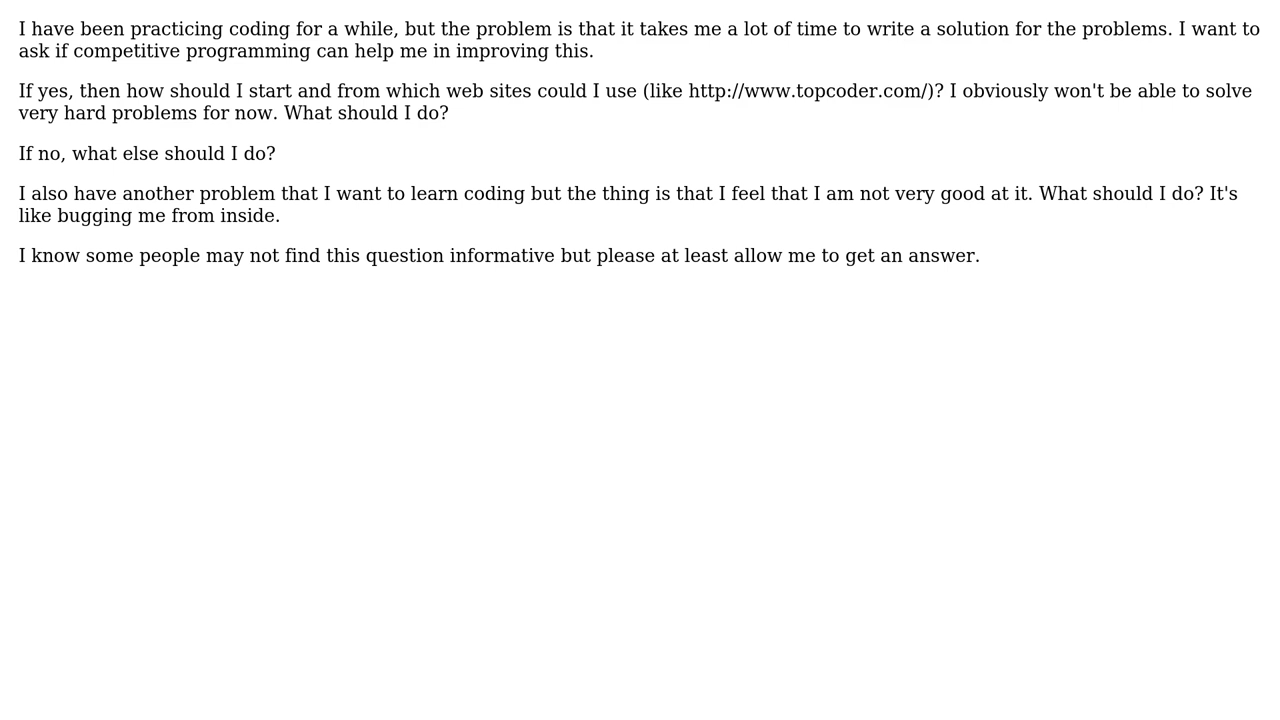 I have been practicing coding for a while, but the problem is that it takes me a lot of time to write a solution for the problems. I want to
ask if competitive programming can help me in improving this.
If yes, then how should I start and from which web sites could I use (like http://www.topcoder.com/)? I obviously won't be able to solve
very hard problems for now. What should I do?
If no, what else should I do?
I also have another problem that I want to learn coding but the thing is that I feel that I am not very good at it. What should I do? It's
like bugging me from inside.
I know some people may not find this question informative but please at least allow me to get an answer.